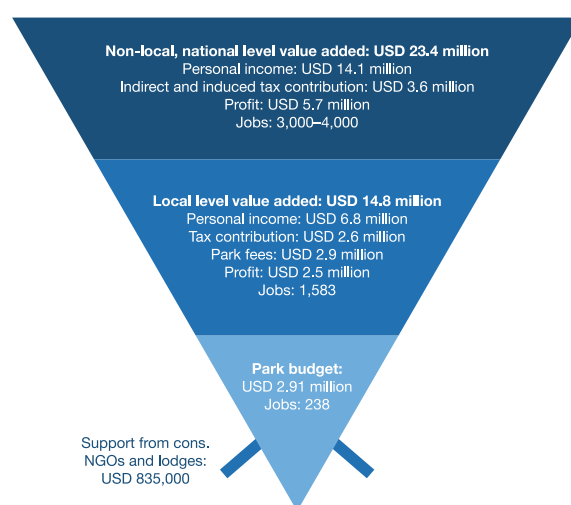 Non-local, national level value added: USD 23.4 million
Personal income: USD 14.1 million
Indirect and induced tax contribution: USD 3.6 million
Profit: USD 5.7 million
Jobs: 3,000–4,000
Local level value added: USD 14.8 million
Personal income: USD 6.8 million
Tax contribution: USD 2.6 million
Park fees: USD 2.9 million
Profit: USD 2.5 million
Jobs: 1,583
Park budget:
USD 2.91 million
Jobs: 238
Support from cons.
NGOs and lodges:
USD 835,000